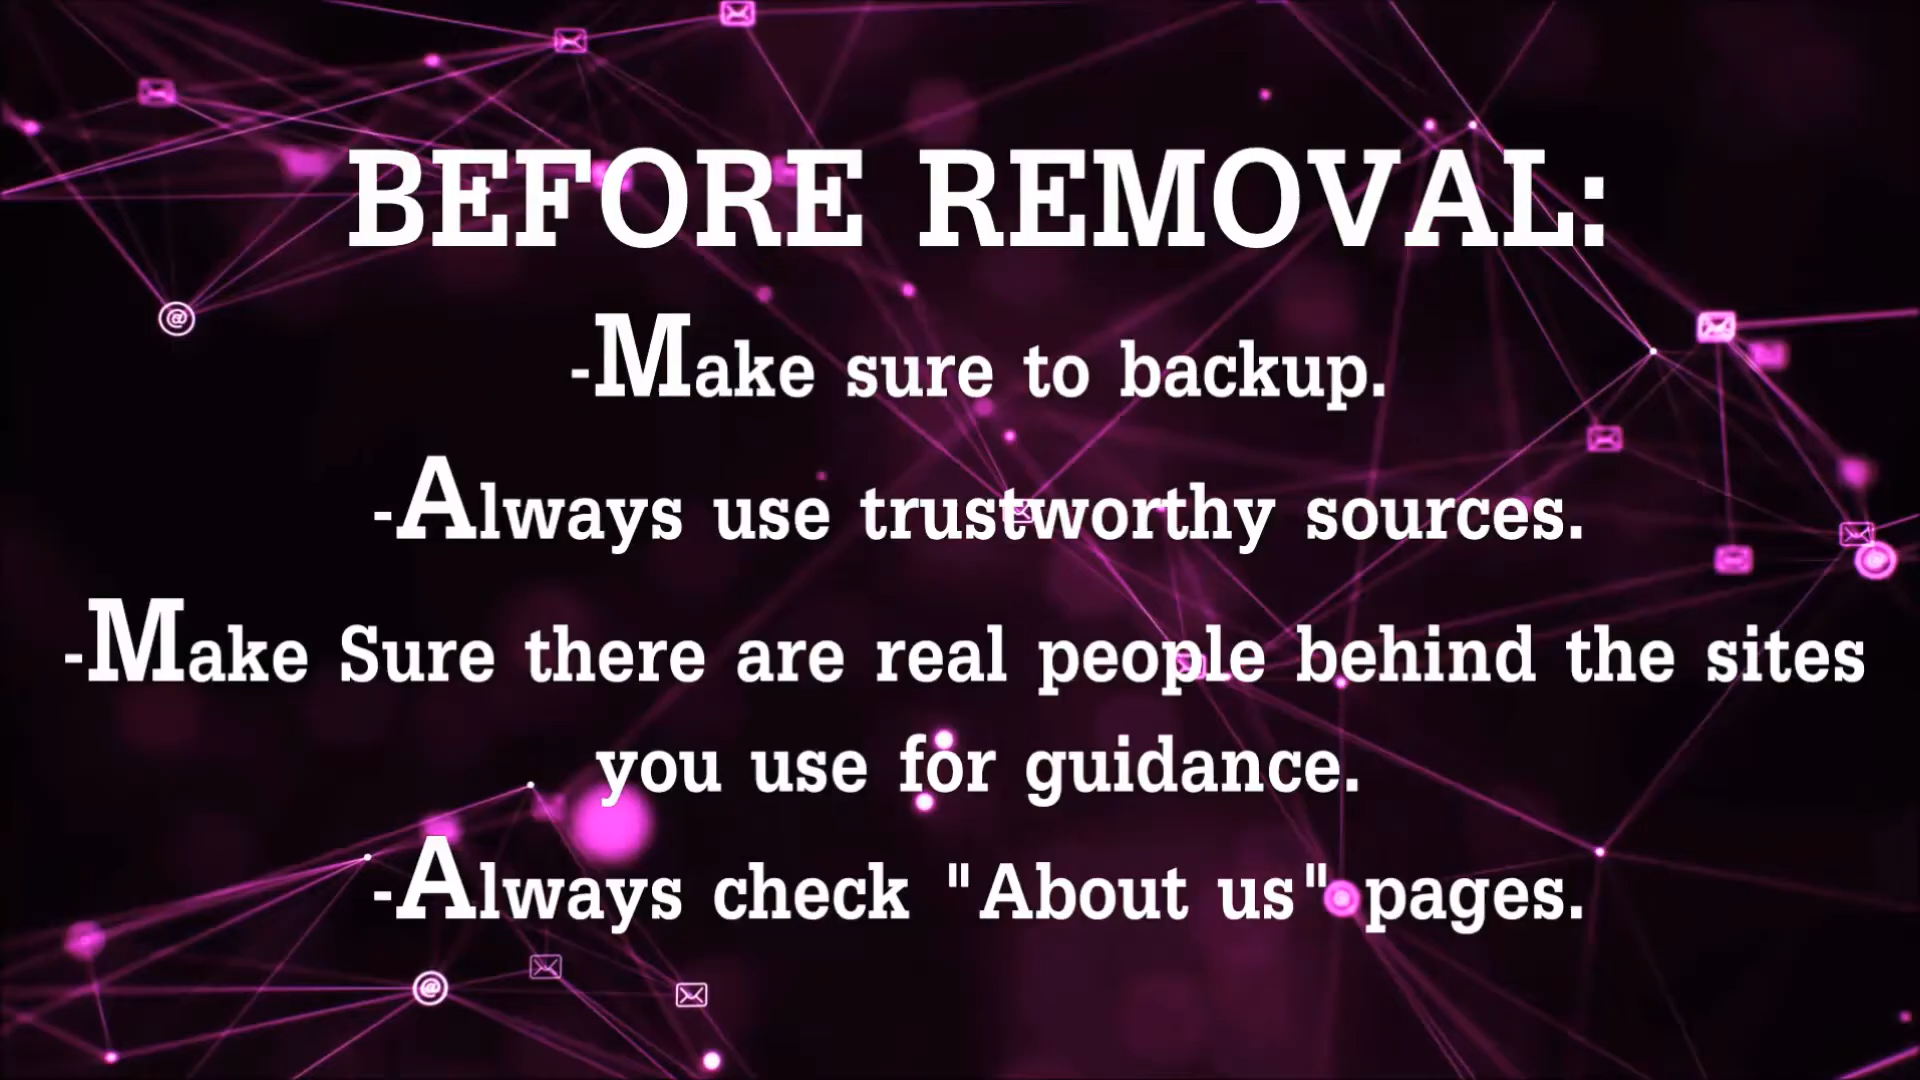 BEFORE REMOVAL:
-Make sure to backup.
-Always use trustworthy sources.
-Make Sure there are real people behind the sites
you use for guidance.
-Always check "About us" pages.